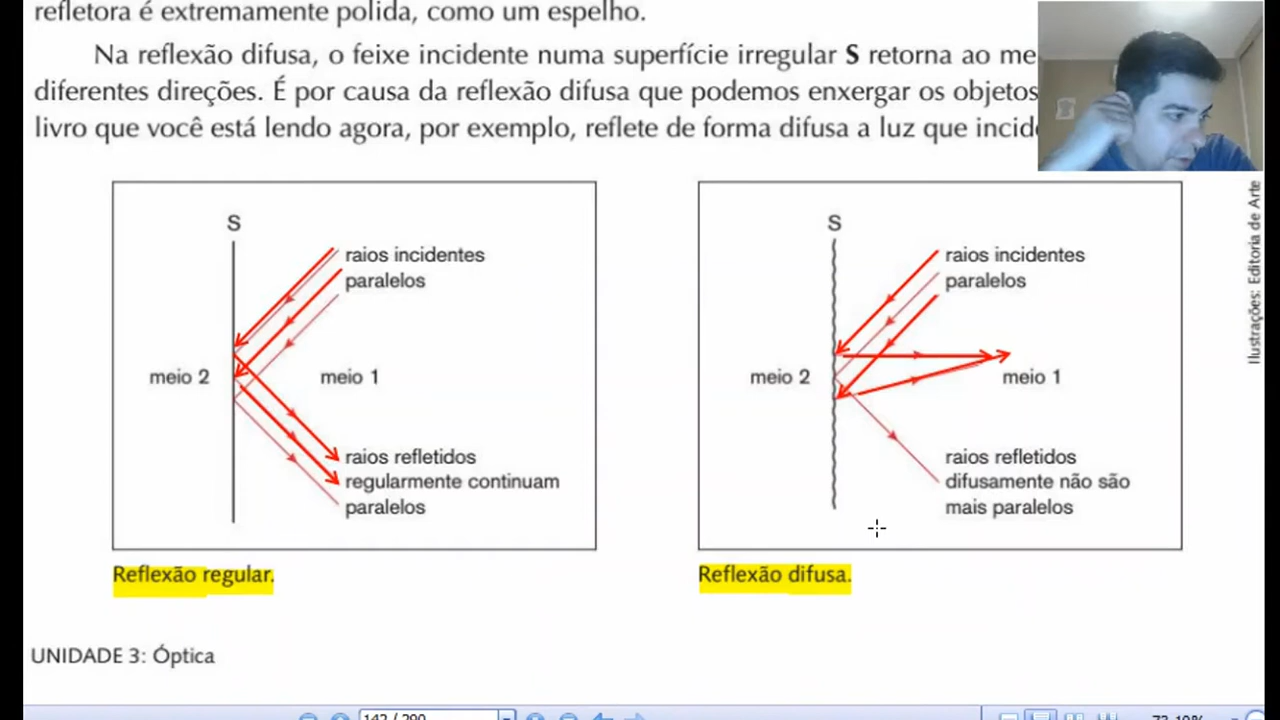 refletora é extremamente polida, como um espelho.
Na reflexão difusa, o feixe incidente numa superfície irregular S retorna ao me
diferentes direções. É por causa da reflexão difusa que podemos enxergar os objetos
livro que você está lendo agora, por exemplo, reflete de forma difusa a luz que incid
S
raios incidentes
paralelos
meio 2
meio 1
raios refletidos
regularmente continuam
paralelos
Reflexão regular.
S
raios incidentes
paralelos
meio 2
meio 1
raios refletidos
difusamente não são
mais paralelos
Reflexão difusa.
Ilustrações: Editoria de Arte
UNIDADE 3: Óptica
142 / 290